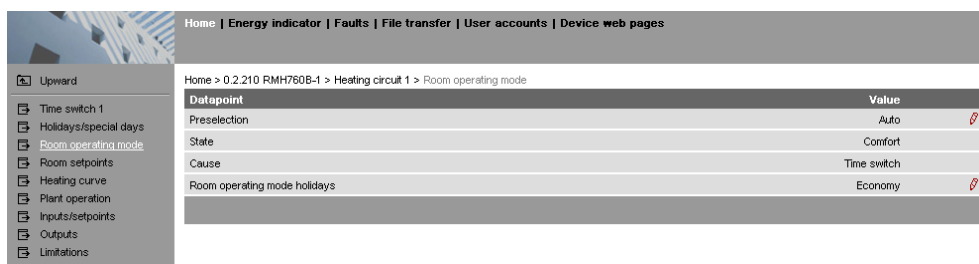 Home | Energy indicator | Faults | File transfer | User accounts | Device web pages
Upward
Time switch 1
Holidays/special days
Room operating mode
Room setpoints
Heating curve
Plant operation
Inputs/setpoints
Outputs
Limitations
Home > 0.2.210 RMH760B-1 > Heating circuit 1 > Room operating mode
Datapoint Value
Preselection Auto
State Comfort
Cause Time switch
Room operating mode holidays Economy